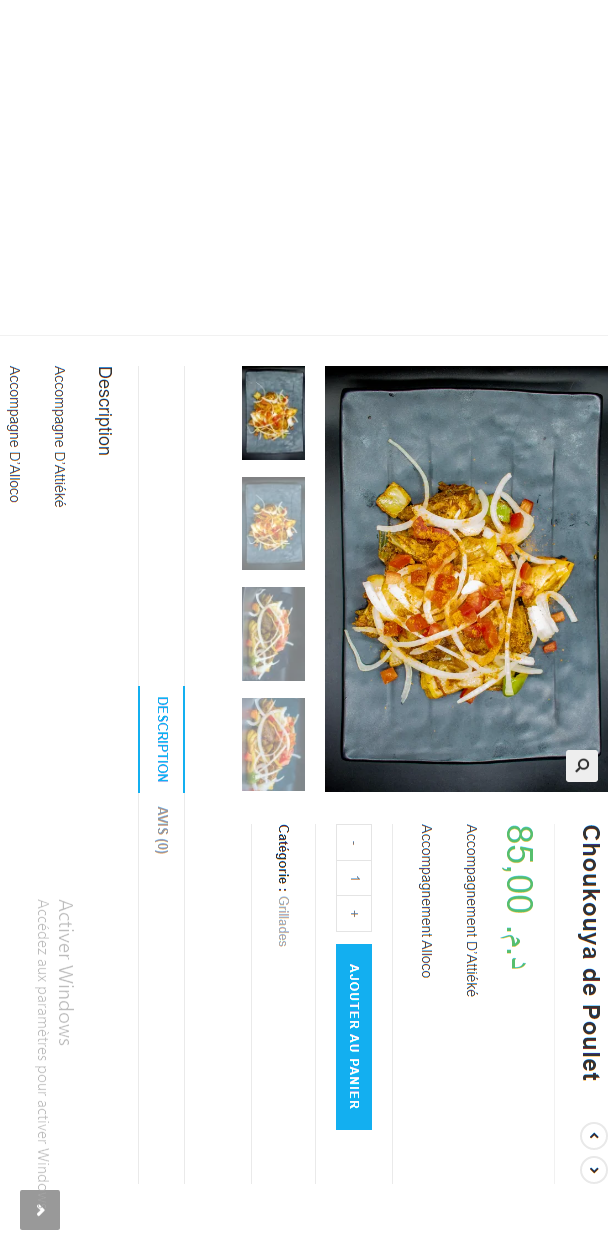 Choukouya de Poulet
85,00 د.م.
Accompagnement D'Attiéké
Accompagnement Alloco
- 1 +
AJOUTER AU PANIER
Catégorie : Grillades
DESCRIPTION
AVIS (0)
Description
Accompagne D'Attiéké
Accompagne D'Alloco
Activer Windows
Accédez aux paramètres pour activer Windows